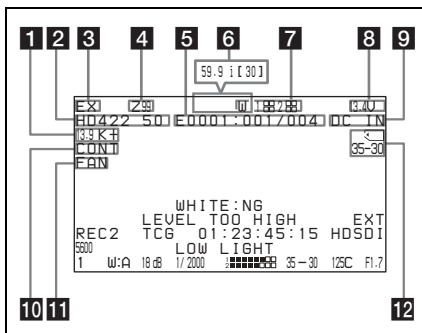 1 2 3 4 5 6 7 8 9
59.9 i [ 30 ]
EX Z99 W 1 2 13.4V
HD422 50 E0001:001/004 DC IN
13.9 K+
CONT 35-30
FAN
WHITE:NG
LEVEL TOO HIGH EXT
REC2 TCG 01:23:45:15 HDSDI
5600 LOW LIGHT
1 W:A 18 dB 1/2000 35-30 125C F1.7
10 11 12